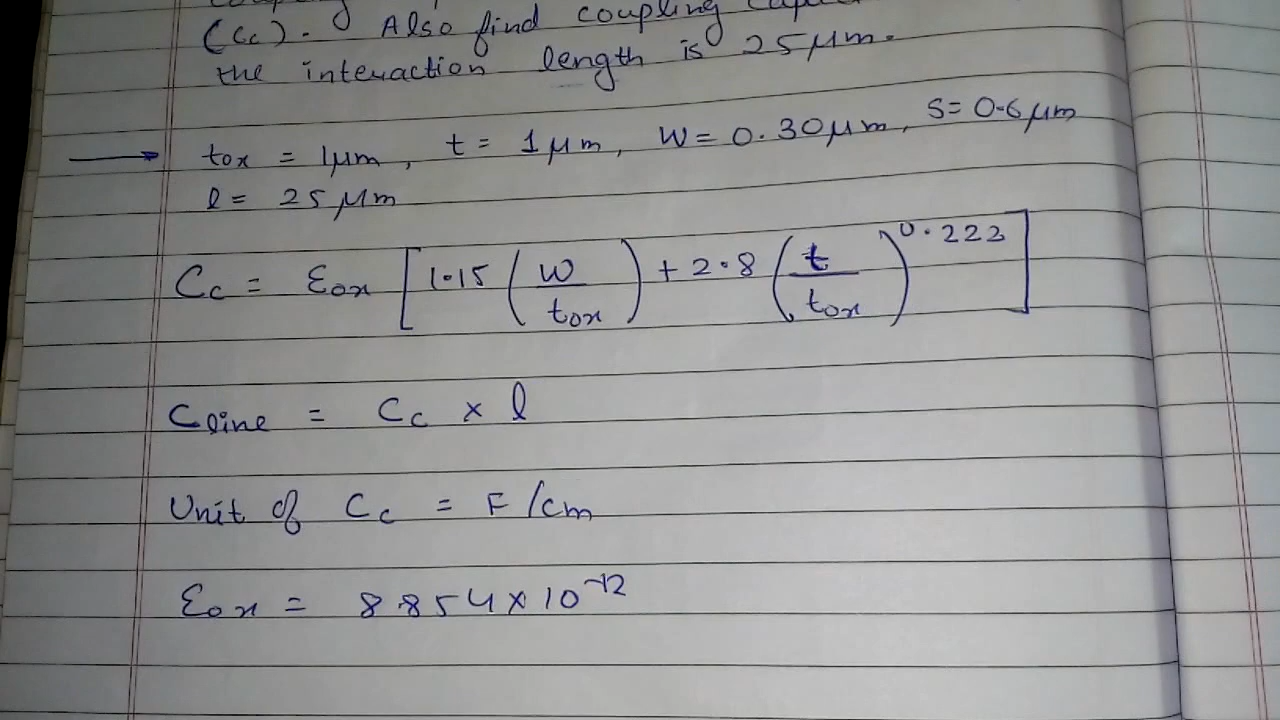 (Cc). Also find coupling
the interaction length is 25μm.
tox = 1μm, t = 1μm, W = 0.30μm, S = 0.6μm
l = 25μm
Cc = εox [1.15 (W/tox) + 2.8 (t/tox)^0.223]
Cline = Cc × l
Unit of Cc = F/cm
εox = 8.854×10^-12